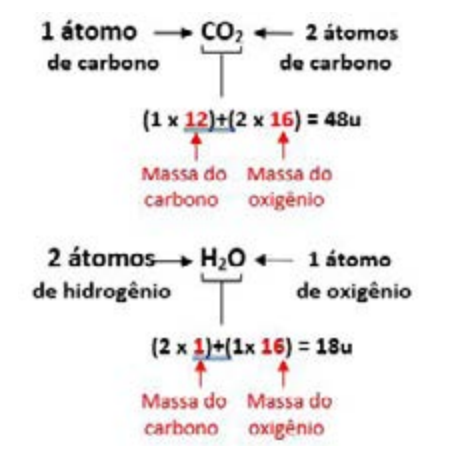 1 átomo CO₂ 2 átomos
de carbono de carbono
(1 x 12)+(2 x 16) = 48u
Massa do Massa do
carbono oxigênio
2 átomos H₂O 1 átomo
de hidrogênio de oxigênio
(2 x 1)+(1x 16) = 18u
Massa do Massa do
carbono oxigênio